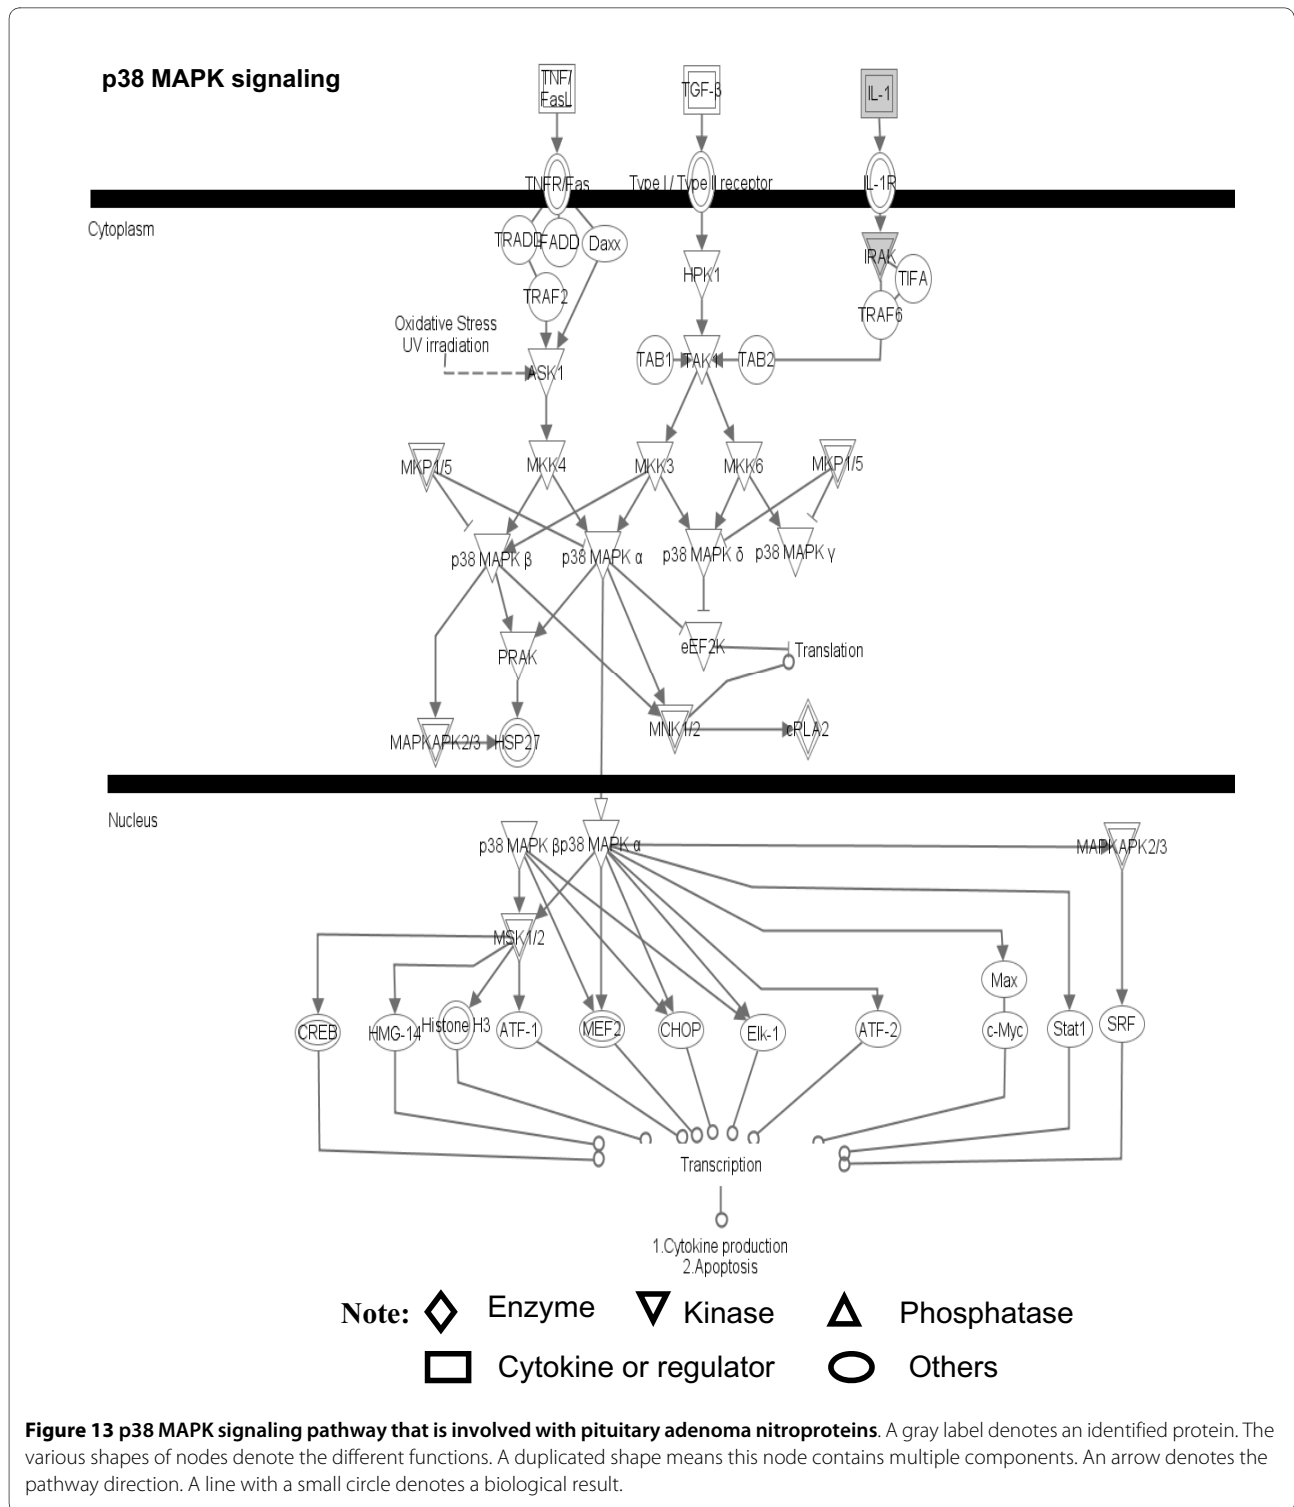 p38 MAPK signaling
TNF/
FasL
TGF-β
IL-1
TNFR/Fas
Type I / Type II receptor
IL-1R
Cytoplasm
TRADD
FADD
Daxx
IRAK
HPK1
TIFA
TRAF2
TRAF6
Oxidative Stress
UV irradiation
TAB1
TAK1
TAB2
ASK1
MKP1/5
MKK4
MKK3
MKK6
MKP1/5
p38 MAPK β
p38 MAPK α
p38 MAPK δ
p38 MAPK γ
PRAK
eEF2K
Translation
MAPKAPK2/3
HSP27
MNK1/2
cPLA2
Nucleus
p38 MAPK β
p38 MAPK α
MAPKAPK2/3
MSK1/2
Max
CREB
HMG-14
Histone H3
ATF-1
MEF2
CHOP
Elk-1
ATF-2
c-Myc
Stat1
SRF
Transcription
1.Cytokine production
2.Apoptosis
Note: Enzyme Kinase Phosphatase
Cytokine or regulator Others
Figure 13 p38 MAPK signaling pathway that is involved with pituitary adenoma nitroproteins. A gray label denotes an identified protein. The
various shapes of nodes denote the different functions. A duplicated shape means this node contains multiple components. An arrow denotes the
pathway direction. A line with a small circle denotes a biological result.